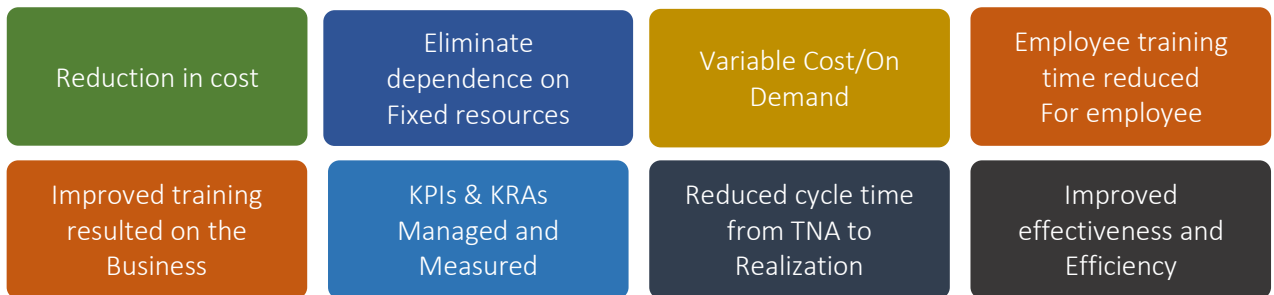 Reduction in cost
Eliminate
dependence on
Fixed resources
Variable Cost/On
Demand
Employee training
time reduced
For employee
Improved training
resulted on the
Business
KPIs & KRAs
Managed and
Measured
Reduced cycle time
from TNA to
Realization
Improved
effectiveness and
Efficiency